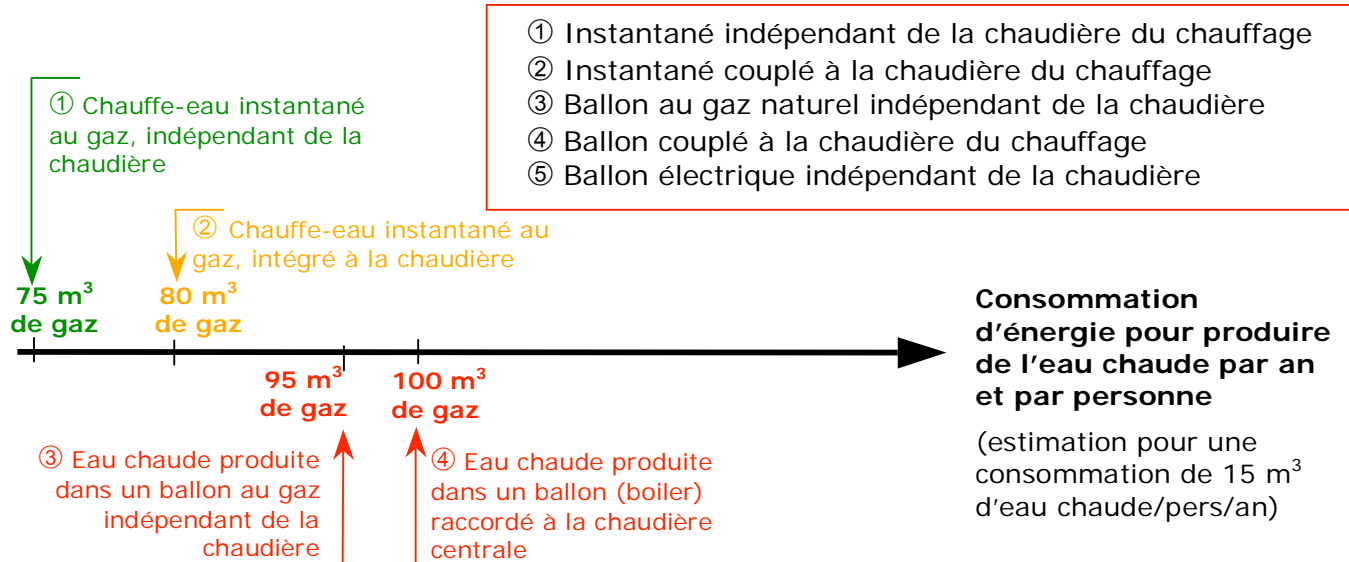 ① Instantané indépendant de la chaudière du chauffage
② Instantané couplé à la chaudière du chauffage
③ Ballon au gaz naturel indépendant de la chaudière
④ Ballon couplé à la chaudière du chauffage
⑤ Ballon électrique indépendant de la chaudière
① Chauffe-eau instantané
au gaz, indépendant de la
chaudière
② Chauffe-eau instantané au
gaz, intégré à la chaudière
75 m³
de gaz
80 m³
de gaz
95 m³
de gaz
100 m³
de gaz
③ Eau chaude produite
dans un ballon au gaz
indépendant de la
chaudière
④ Eau chaude produite
dans un ballon (boiler)
raccordé à la chaudière
centrale
Consommation
d'énergie pour produire
de l'eau chaude par an
et par personne
(estimation pour une
consommation de 15 m³
d'eau chaude/pers/an)